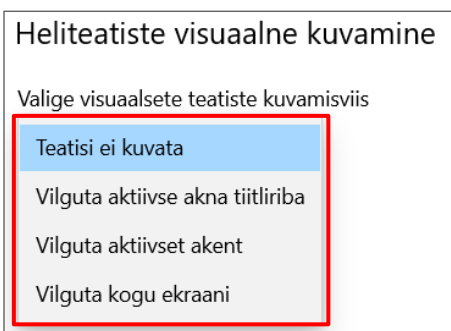 Heliteatiste visuaalne kuvamine
Valige visuaalsete teatiste kuvamisviis
Teatisi ei kuvata
Vilguta aktiivse akna tiitliriba
Vilguta aktiivset akent
Vilguta kogu ekraani